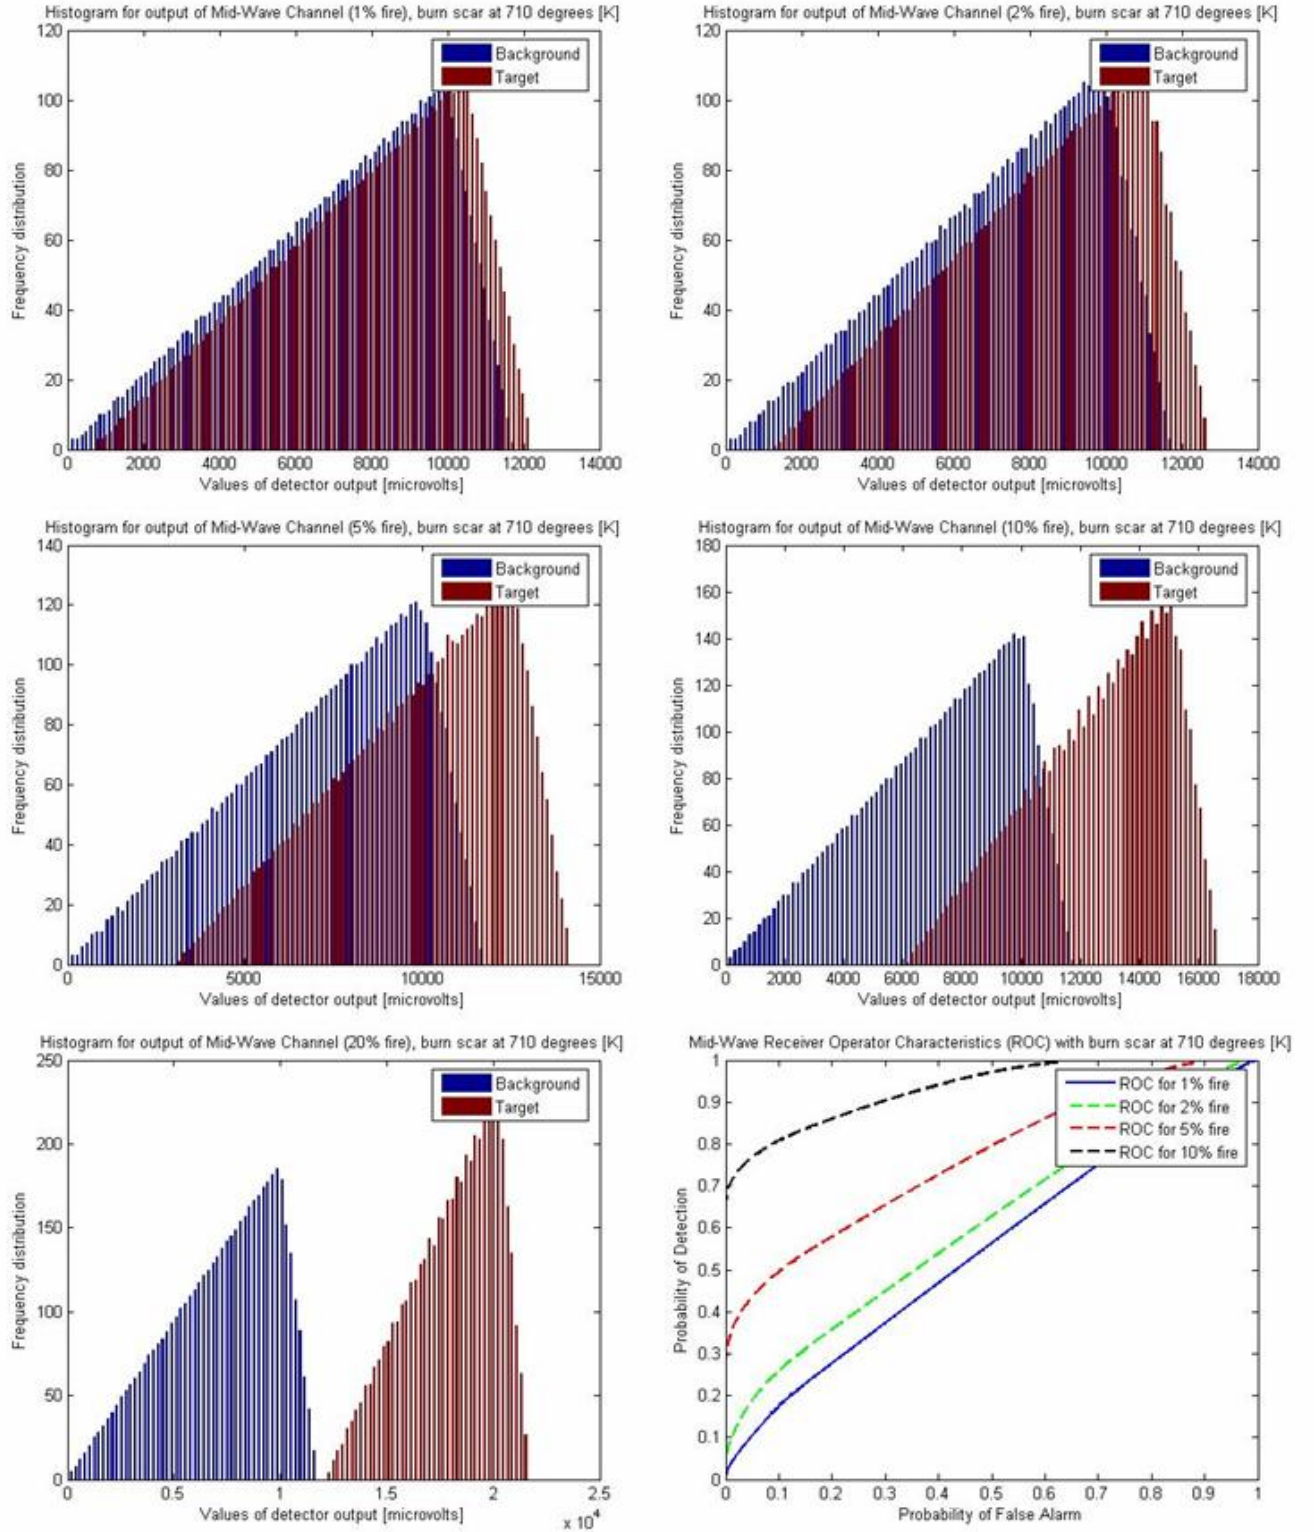 Histogram for output of Mid-Wave Channel (1% fire), burn scar at 710 degrees [K]
120
100
80
60
40
20
0
Frequency distribution
Background
Target
0 2000 4000 6000 8000 10000 12000 14000
Values of detector output [microvolts]
Histogram for output of Mid-Wave Channel (2% fire), burn scar at 710 degrees [K]
120
100
80
60
40
20
0
Frequency distribution
Background
Target
0 2000 4000 6000 8000 10000 12000 14000
Values of detector output [microvolts]
Histogram for output of Mid-Wave Channel (5% fire), burn scar at 710 degrees [K]
140
120
100
80
60
40
20
0
Frequency distribution
Background
Target
0 5000 10000 15000
Values of detector output [microvolts]
Histogram for output of Mid-Wave Channel (10% fire), burn scar at 710 degrees [K]
180
160
140
120
100
80
60
40
20
0
Frequency distribution
Background
Target
0 2000 4000 6000 8000 10000 12000 14000 16000 18000
Values of detector output [microvolts]
Histogram for output of Mid-Wave Channel (20% fire), burn scar at 710 degrees [K]
250
200
150
100
50
0
Frequency distribution
Background
Target
0 0.5 1 1.5 2 2.5
Values of detector output [microvolts]
x 10^4
Mid-Wave Receiver Operator Characteristics (ROC) with burn scar at 710 degrees [K]
1
0.9
0.8
0.7
0.6
0.5
0.4
0.3
0.2
0.1
0
Probability of Detection
ROC for 1% fire
ROC for 2% fire
ROC for 5% fire
ROC for 10% fire
0 0.1 0.2 0.3 0.4 0.5 0.6 0.7 0.8 0.9 1
Probability of False Alarm